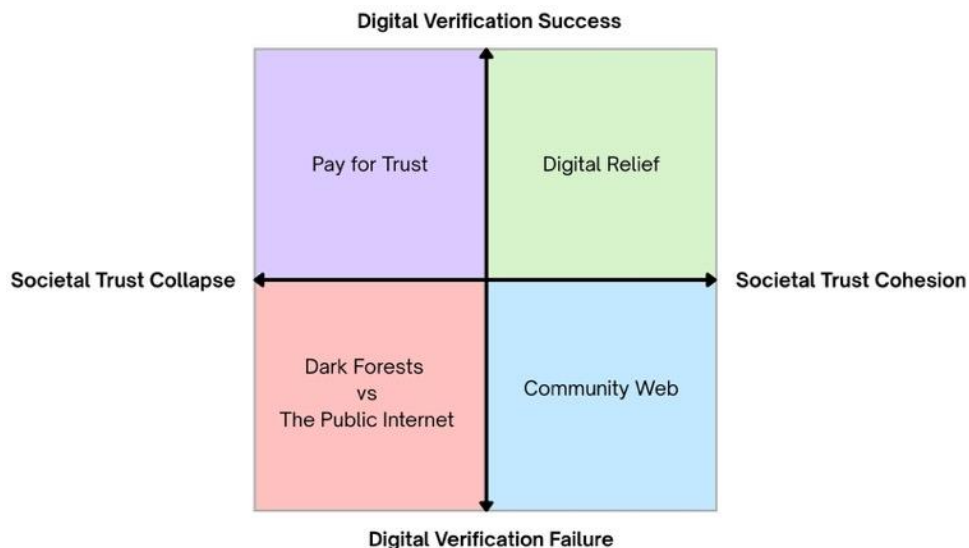 Digital Verification Success
Pay for Trust
Digital Relief
Societal Trust Collapse
Societal Trust Cohesion
Dark Forests
vs
The Public Internet
Community Web
Digital Verification Failure